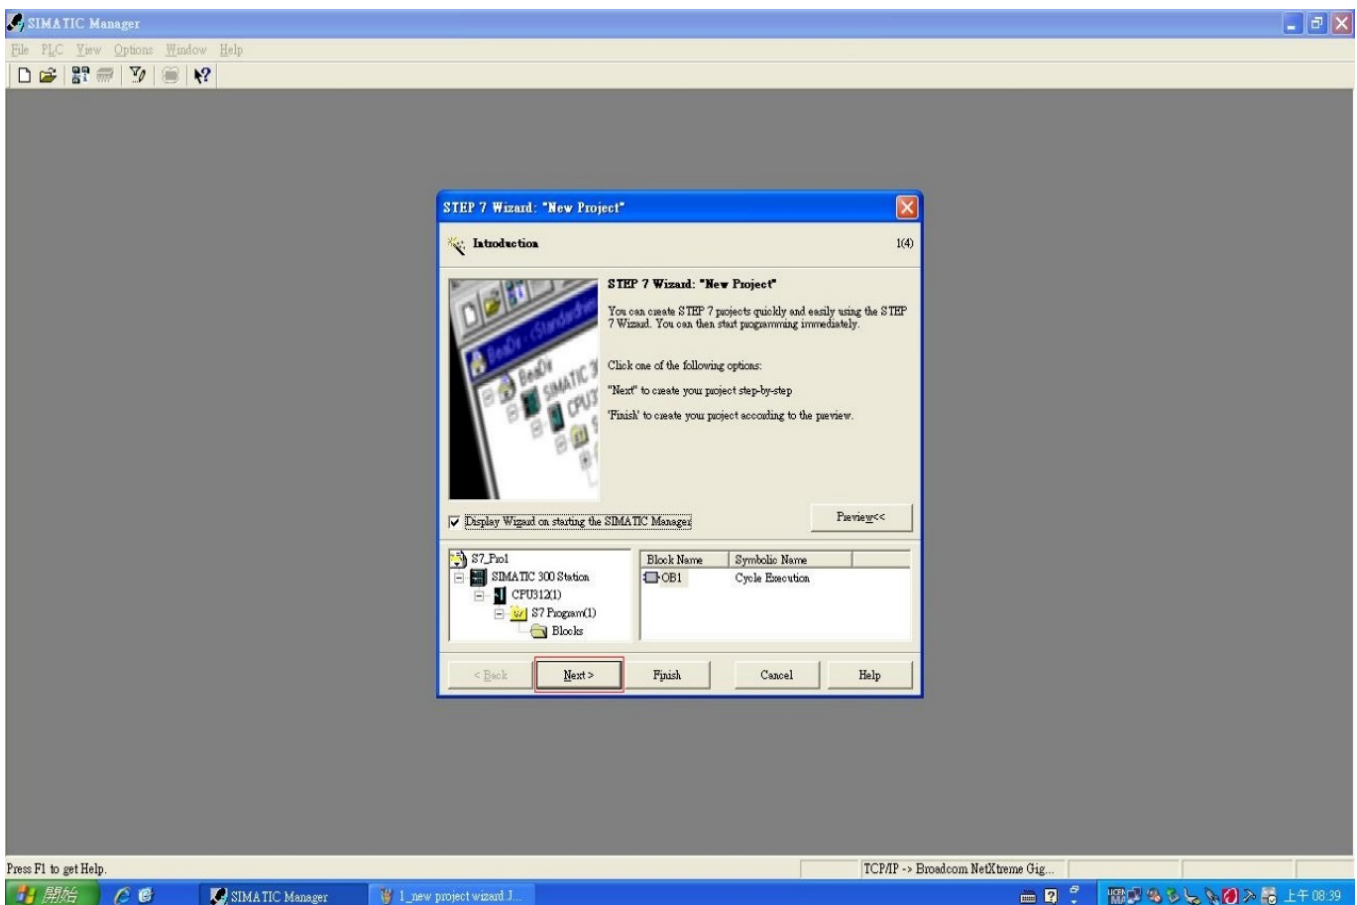 SIMATIC Manager
File PLC View Options Window Help
STEP 7 Wizard: "New Project"
Introduction 1(4)
STEP 7 Wizard: "New Project"
You can create STEP 7 projects quickly and easily using the STEP
7 Wizard. You can then start programming immediately.
Click one of the following options:
"Next" to create your project step-by-step
'Finish' to create your project according to the preview.
Display Wizard on starting the SIMATIC Manager
Preview<<
S7_Pro1
SIMATIC 300 Station
CPU312(1)
S7 Program(1)
Blocks
Block Name Symbolic Name
OB1 Cycle Execution
< Back Next > Finish Cancel Help
Press F1 to get Help.
TCP/IP -> Broadcom NetXtreme Gig...
開始 SIMATIC Manager 1_new project wizard.J... 上午 08:39